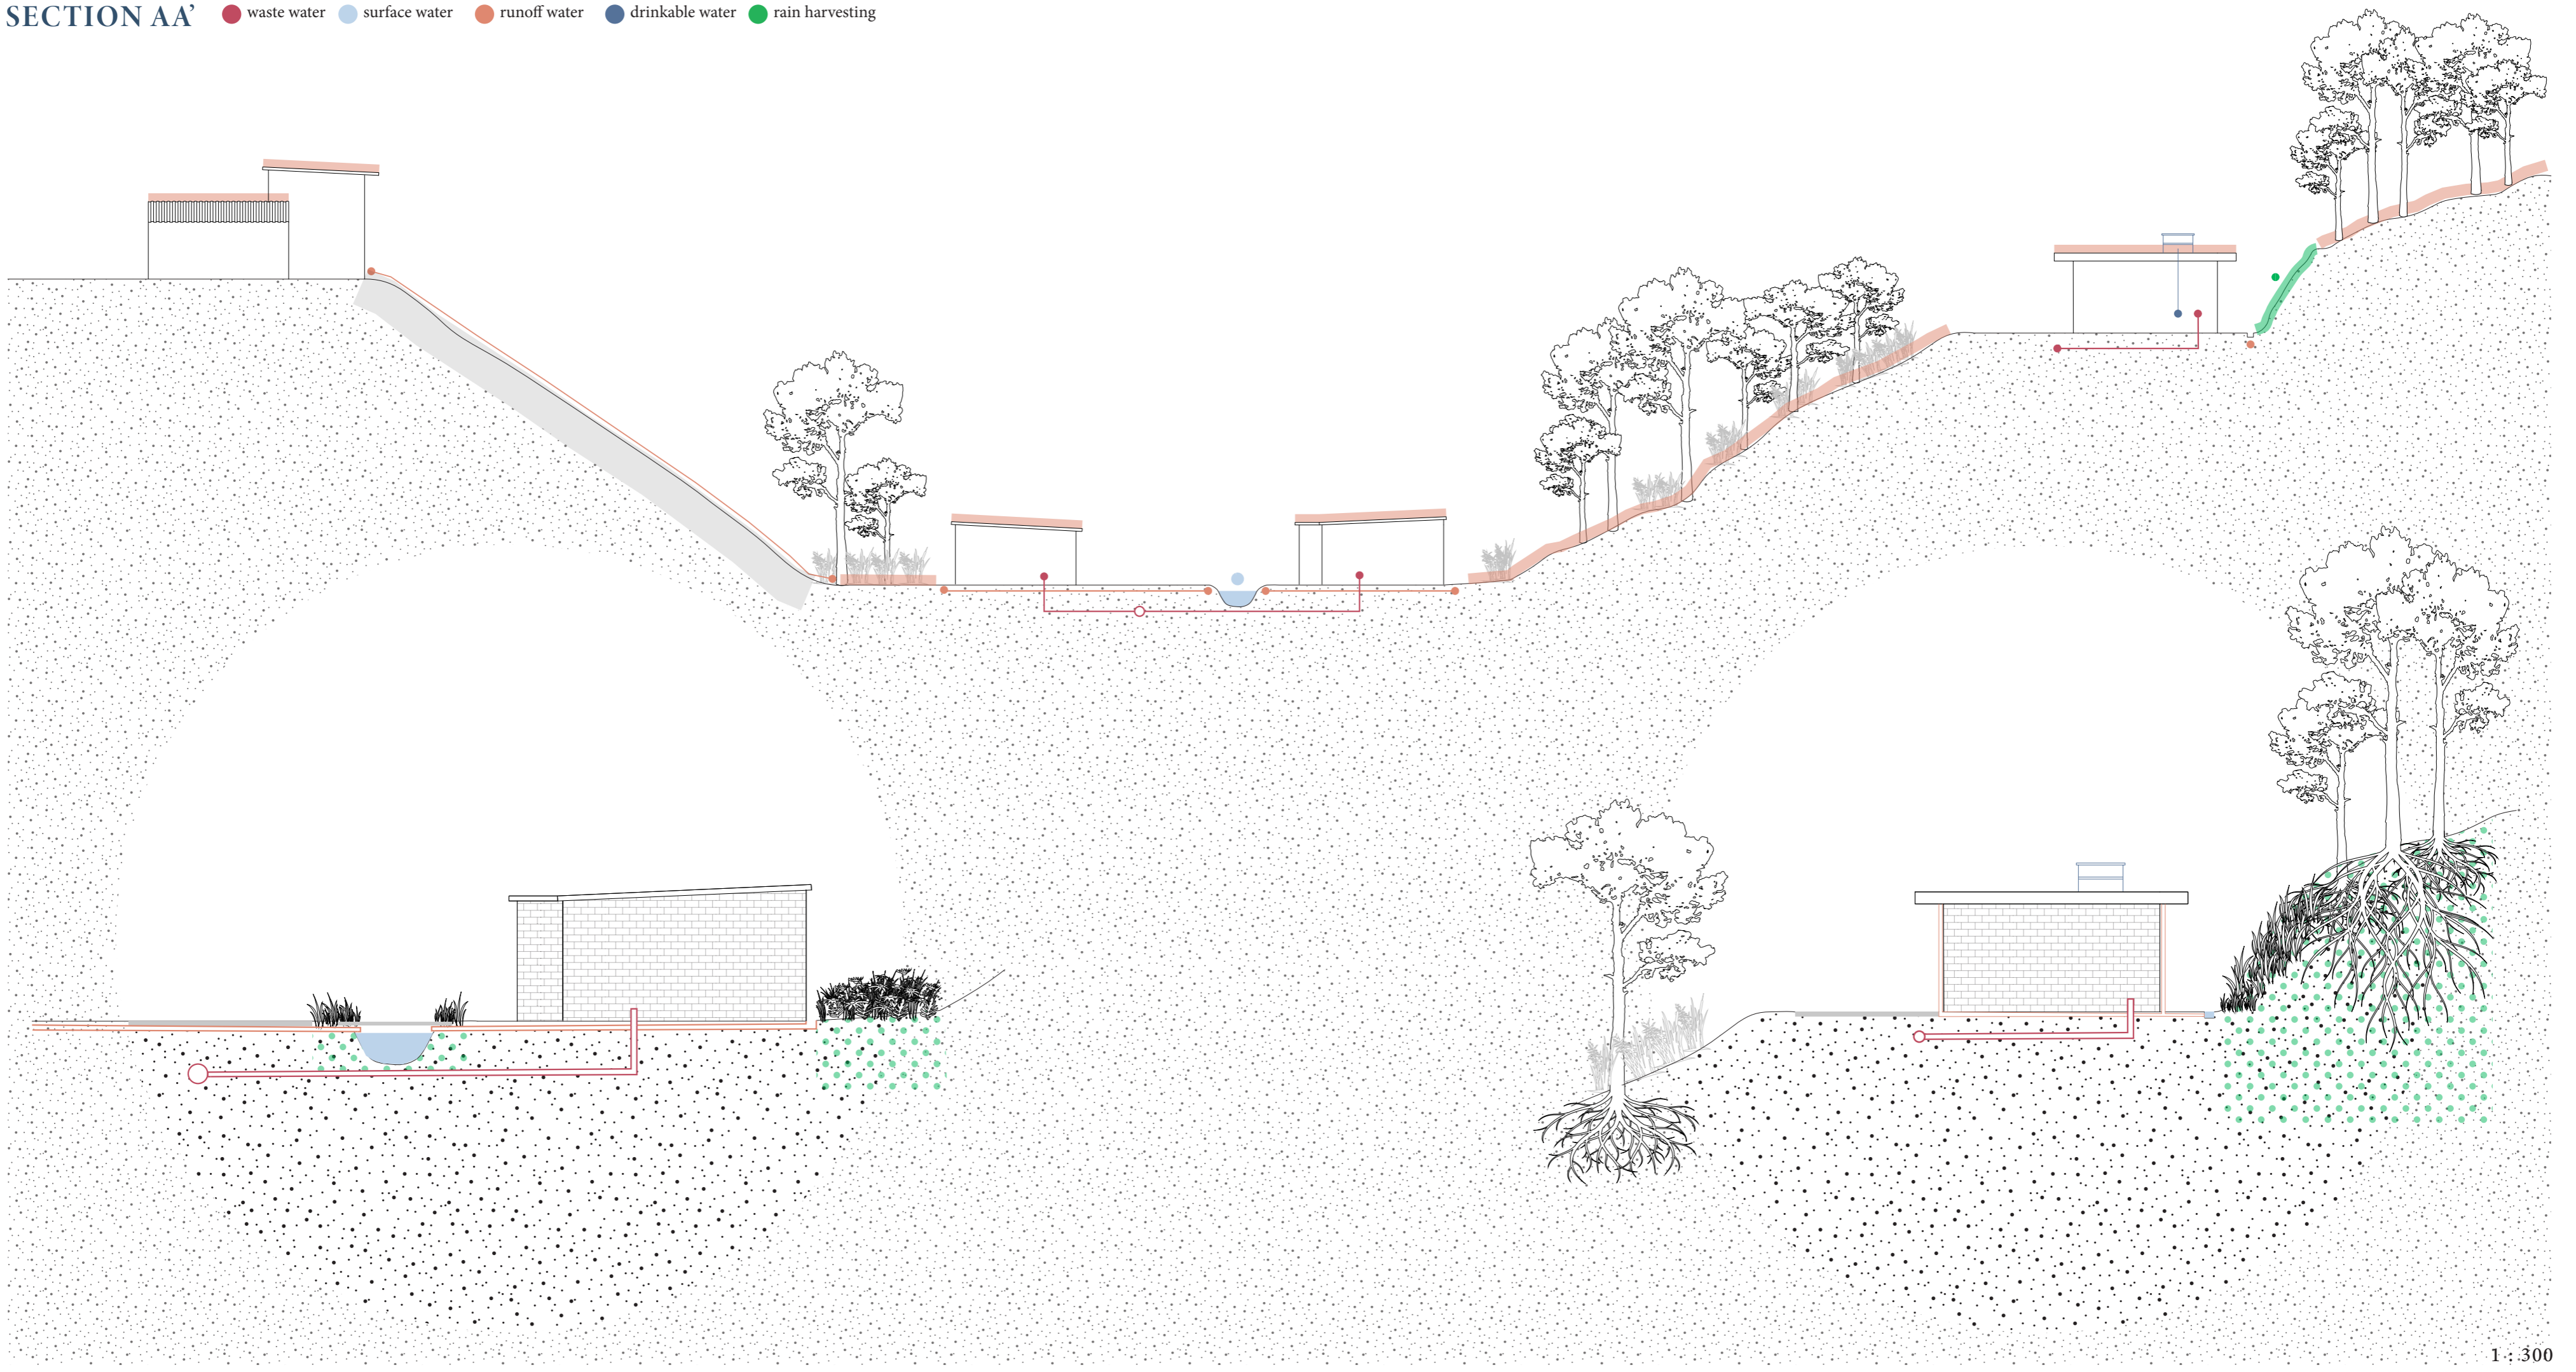 SECTION AA’ waste water surface water runoff water drinkable water rain harvesting
1 : 300